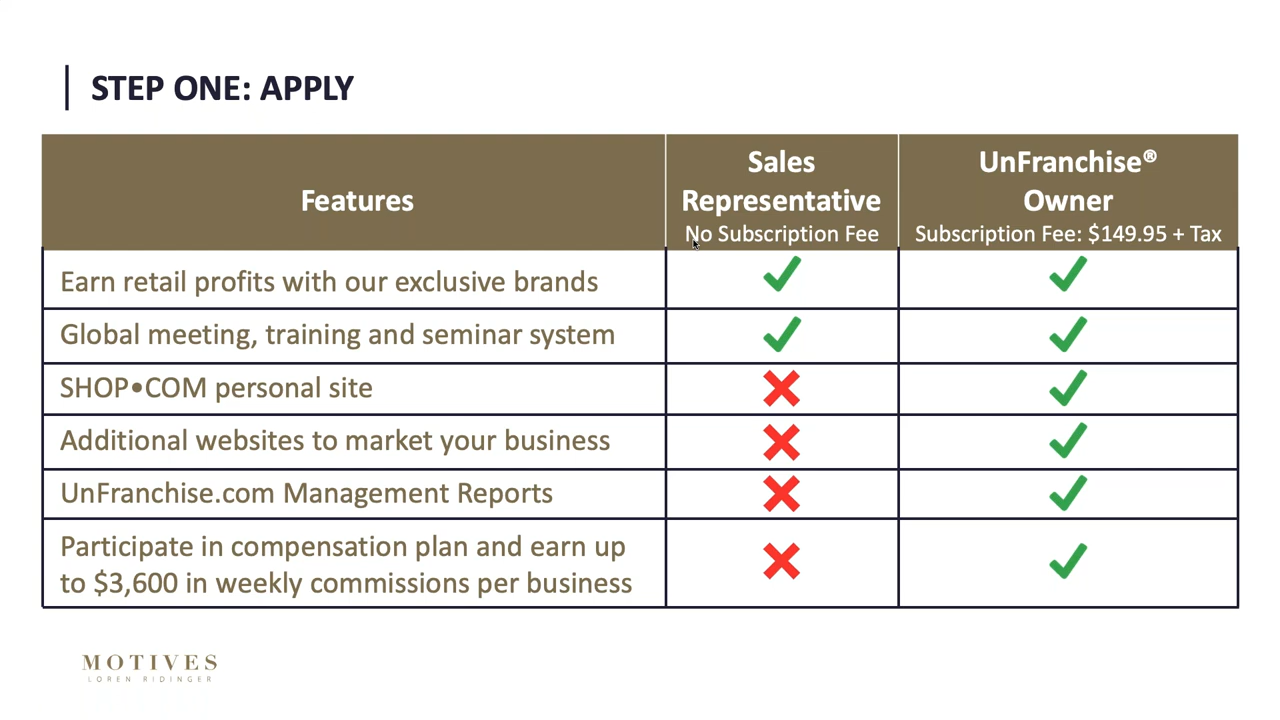 STEP ONE: APPLY
Features
Sales
Representative
No Subscription Fee
UnFranchise®
Owner
Subscription Fee: $149.95 + Tax
Earn retail profits with our exclusive brands
Global meeting, training and seminar system
SHOP•COM personal site
Additional websites to market your business
UnFranchise.com Management Reports
Participate in compensation plan and earn up
to $3,600 in weekly commissions per business
MOTIVES
LOREN RIDINGER